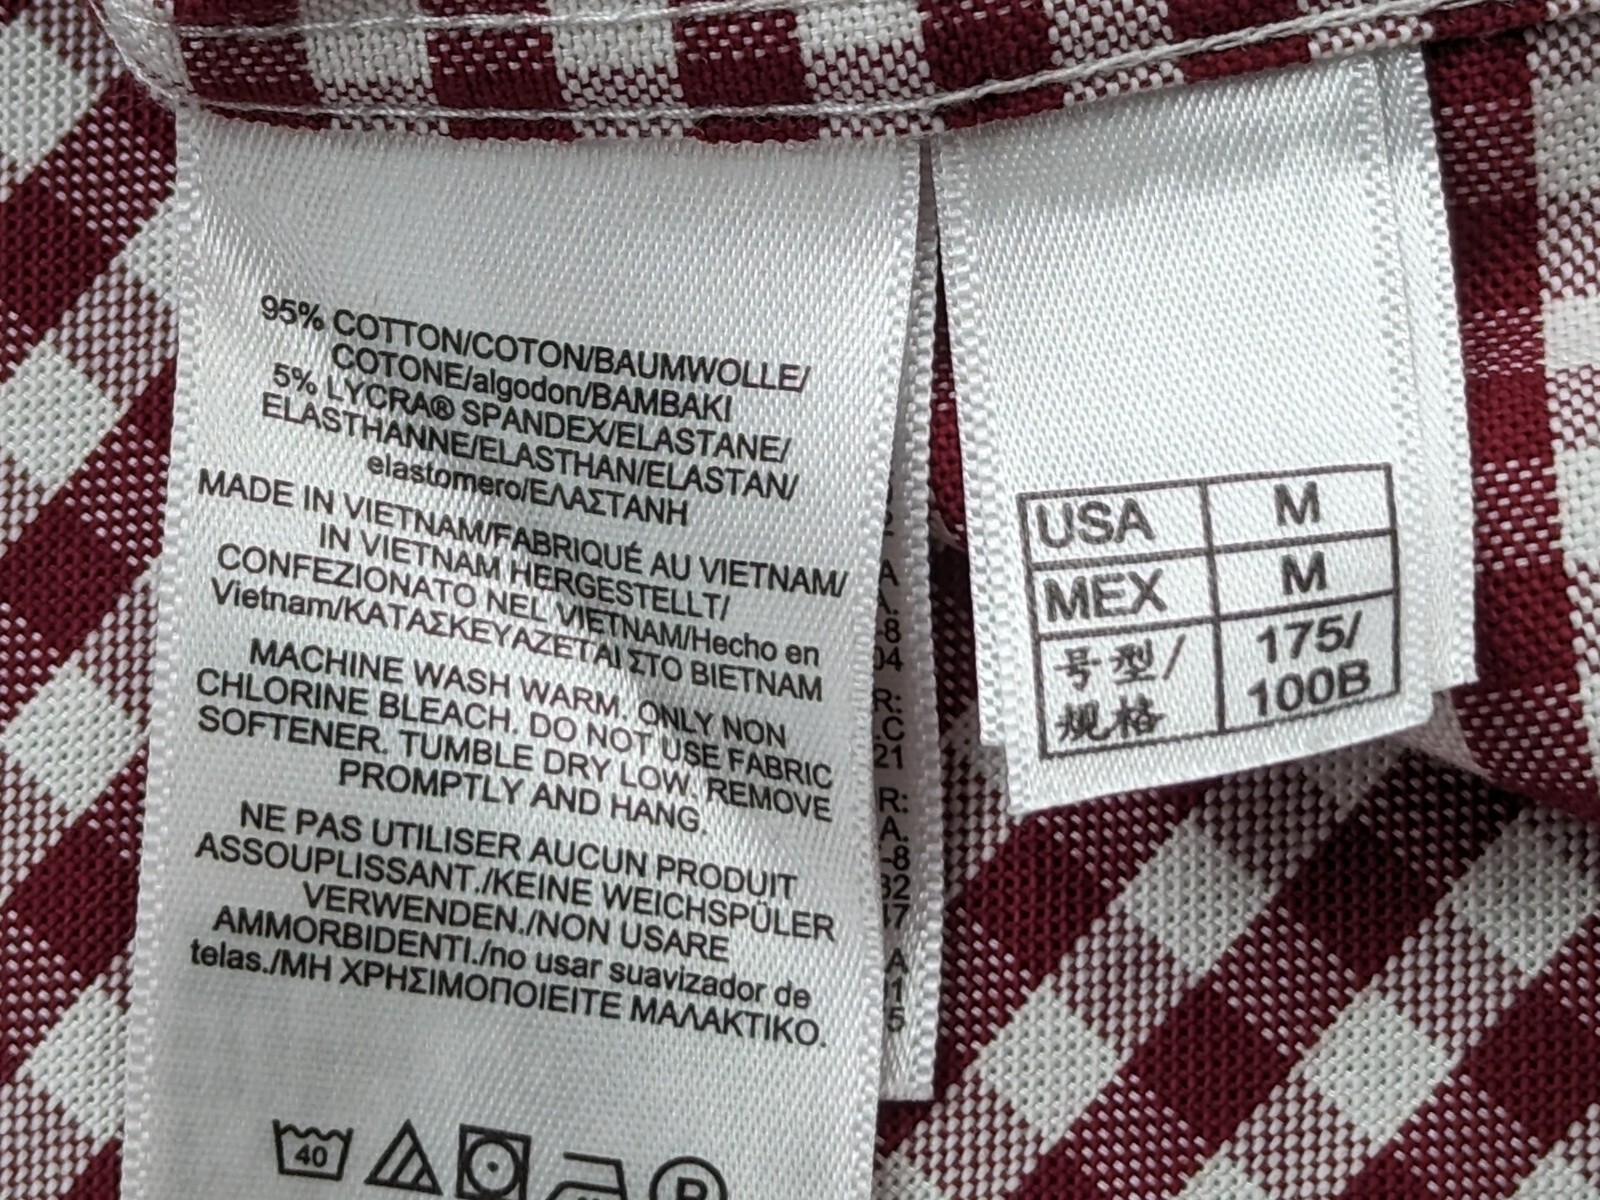 95% COTTON/COTON/BAUMWOLLE/
COTONE/algodon/BAMBAKI
5% LYCRA® SPANDEX/ELASTANE/
ELASTHANNE/ELASTHAN/ELASTAN/
elastomero/ΕΛΑΣΤΑΝΗ
MADE IN VIETNAM/FABRIQUÉ AU VIETNAM/
IN VIETNAM HERGESTELLT/
CONFEZIONATO NEL VIETNAM/Hecho en
Vietnam/ΚΑΤΑΣΚΕΥΑΖΕΤΑΙ ΣΤΟ ΒΙΕΤΝΑΜ
MACHINE WASH WARM. ONLY NON
CHLORINE BLEACH. DO NOT USE FABRIC
SOFTENER. TUMBLE DRY LOW. REMOVE
PROMPTLY AND HANG.
NE PAS UTILISER AUCUN PRODUIT
ASSOUPLISSANT./KEINE WEICHSPÜLER
VERWENDEN./NON USARE
AMMORBIDENTI./no usar suavizador de
telas./ΜΗ ΧΡΗΣΙΜΟΠΟΙΕΙΤΕ ΜΑΛΑΚΤΙΚΟ.
40
P
USA M
MEX M
号型/ 175/
规格 100B